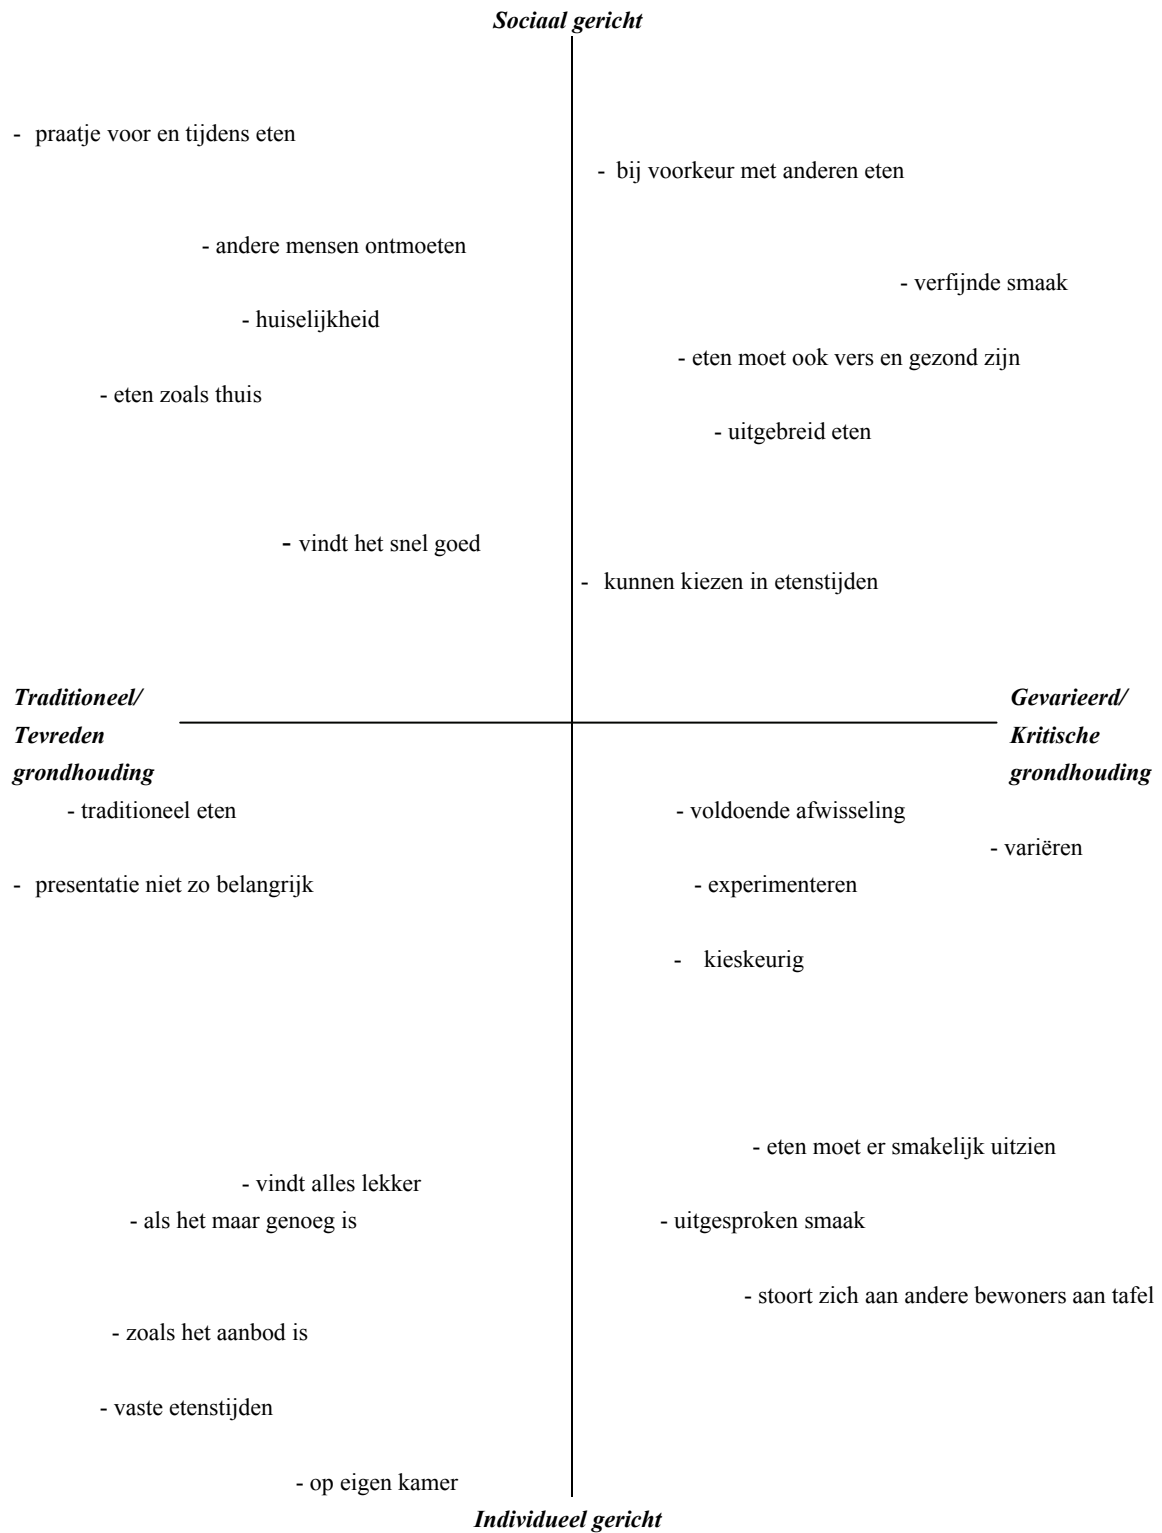 Sociaal gericht
- praatje voor en tijdens eten
- bij voorkeur met anderen eten
- andere mensen ontmoeten
- verfijnde smaak
- huiselijkheid
- eten moet ook vers en gezond zijn
- eten zoals thuis
- uitgebreid eten
- vindt het snel goed
- kunnen kiezen in etenstijden
Traditioneel/
Tevreden
grondhouding
Gevarieerd/
Kritische
grondhouding
- traditioneel eten
- voldoende afwisseling
- variëren
- presentatie niet zo belangrijk
- experimenteren
- kieskeurig
- eten moet er smakelijk uitzien
- vindt alles lekker
- als het maar genoeg is
- uitgesproken smaak
- stoort zich aan andere bewoners aan tafel
- zoals het aanbod is
- vaste etenstijden
- op eigen kamer
Individueel gericht